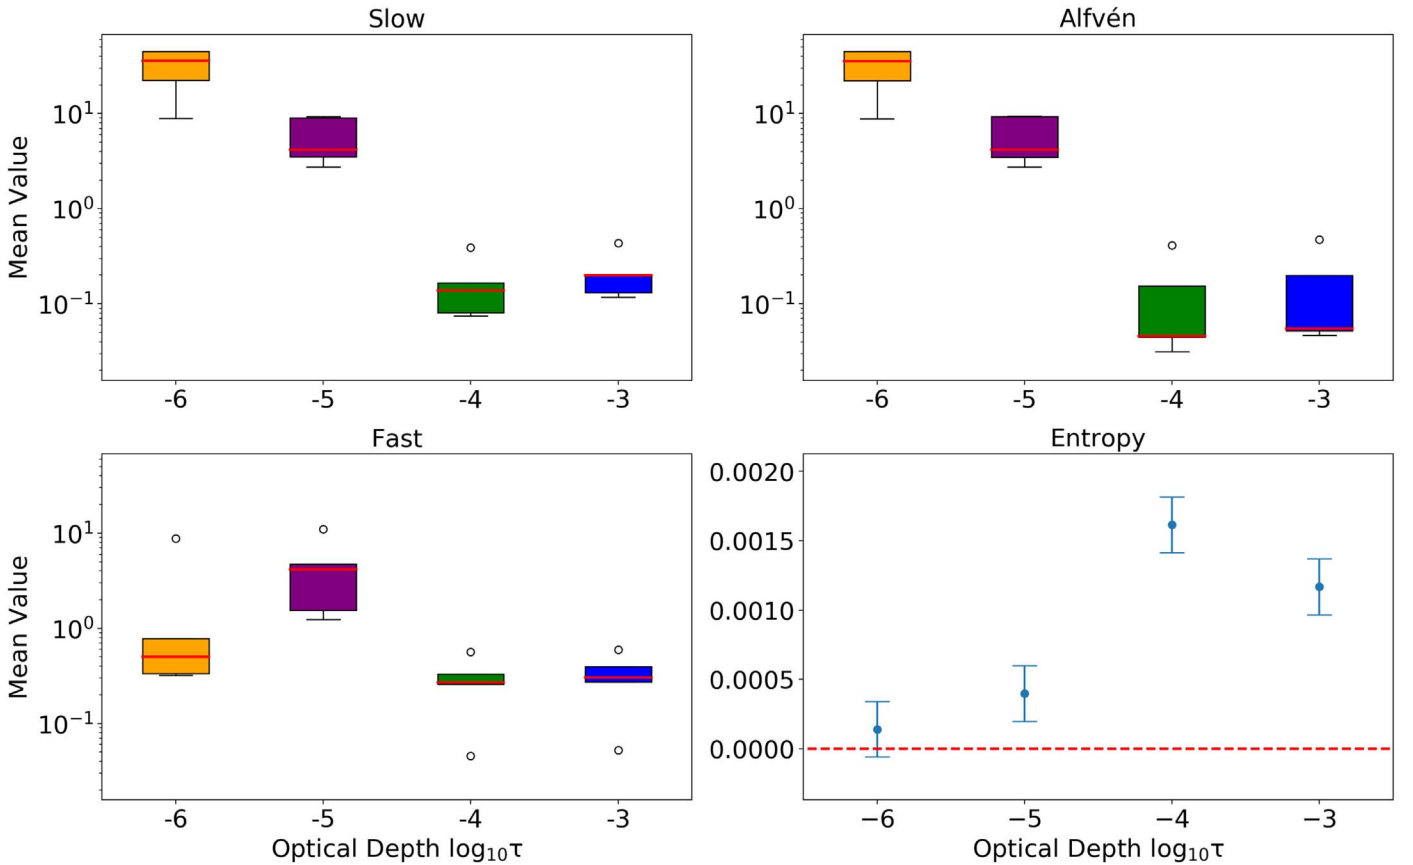 Slow
Mean Value
10¹
10⁰
10⁻¹
-6 -5 -4 -3
Alfvén
10¹
10⁰
10⁻¹
-6 -5 -4 -3
Fast
Mean Value
10¹
10⁰
10⁻¹
-6 -5 -4 -3
Optical Depth log₁₀τ
Entropy
0.0020
0.0015
0.0010
0.0005
0.0000
−6 −5 −4 −3
Optical Depth log₁₀τ